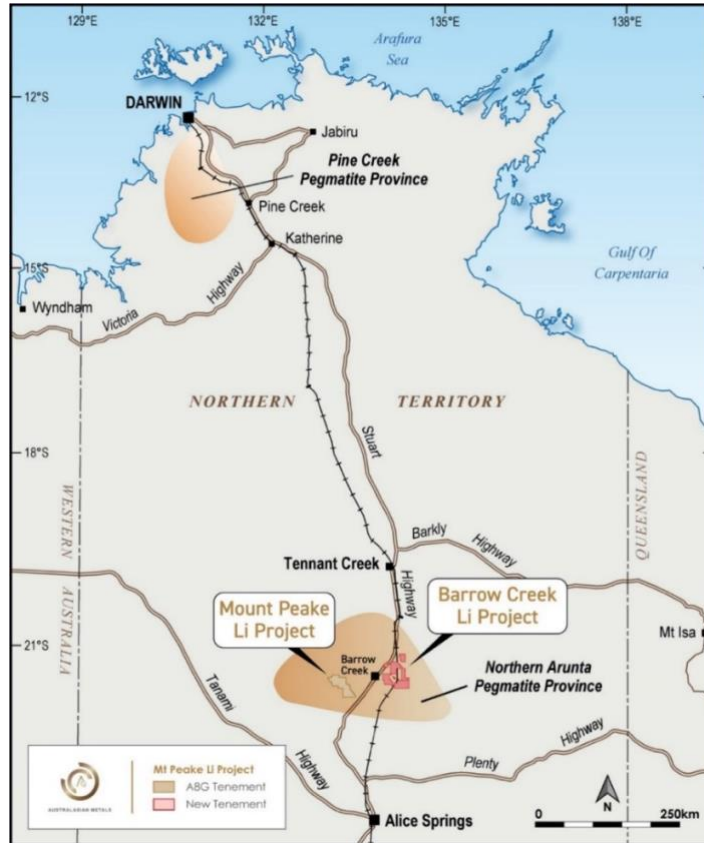 129°E
132°E
135°E
138°E
Arafura
Sea
12°S
DARWIN
Jabiru
Pine Creek
Pegmatite Province
Pine Creek
Katherine
Gulf Of
Carpentaria
15°S
Wyndham
Victoria
Highway
NORTHERN
TERRITORY
Stuart
18°S
WESTERN
AUSTRALIA
QUEENSLAND
Barkly
Highway
Tennant Creek
Highway
Mount Peake
Li Project
Barrow Creek
Li Project
Mt Isa
21°S
Barrow
Creek
Northern Arunta
Pegmatite Province
Tanami
Highway
Plenty
Highway
A
AUSTRALASIAN METALS
Mt Peake Li Project
A8G Tenement
New Tenement
Alice Springs
N
0
250km